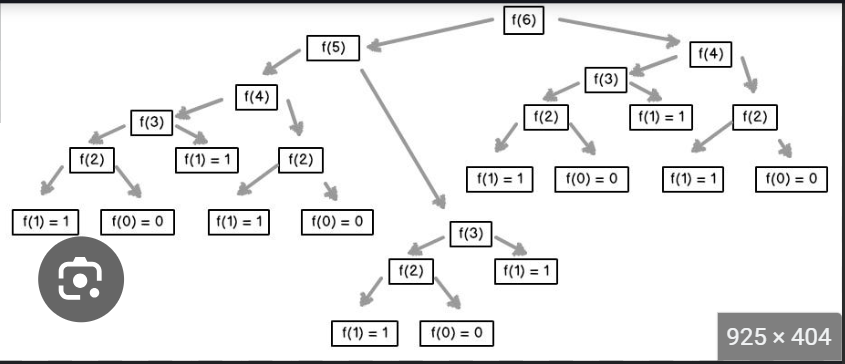 f(6)
f(5)
f(4)
f(3)
f(4)
f(3)
f(2)
f(1) = 1
f(2)
f(2)
f(1) = 1
f(2)
f(1) = 1
f(0) = 0
f(1) = 1
f(0) = 0
f(1) = 1
f(0) = 0
f(1) = 1
f(0) = 0
f(3)
f(2)
f(1) = 1
f(1) = 1
f(0) = 0
925 × 404